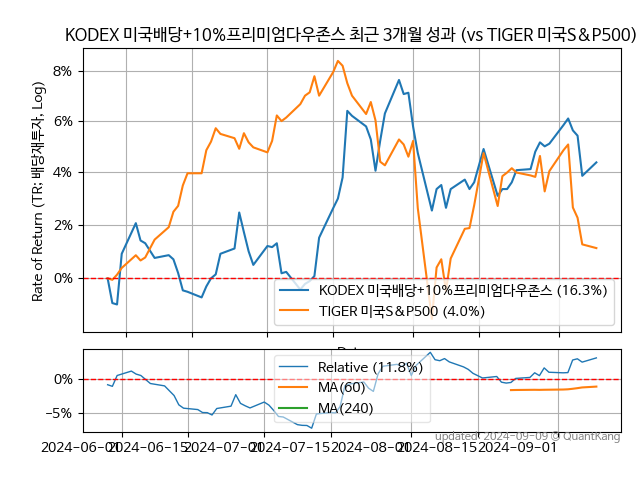 KODEX 미국배당+10%프리미엄다우존스 최근 3개월 성과 (vs TIGER 미국S&P500)
Rate of Return (TR: 배당재투자, Log)
8%
6%
4%
2%
0%
KODEX 미국배당+10%프리미엄다우존스 (16.3%)
TIGER 미국S&P500 (4.0%)
0%
−5%
Relative (11.8%)
MA(60)
MA(240)
updated: 2024-09-09 © QuantKang
2024-06-01
2024-06-15
2024-07-01
2024-07-15
2024-08-01
2024-08-15
2024-09-01